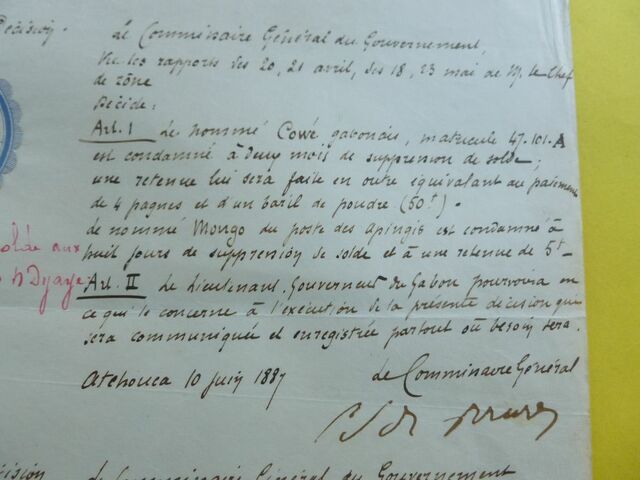 Décision. Le Commissaire Général du Gouvernement,
Vu les rapports des 20, 21 avril, des 18, 23 mai de M. le Chef
de zône
Décide :
Art. I Le nommé Cowé gabonais, matricule 47.101.A
est condamné à deux mois de suppression de solde ;
une retenue lui sera faite en outre équivalant au paiement
de 4 pagnes et d'un baril de poudre (50f).
Le nommé Mongo du poste des Apingis est condamné à
huit jours de suppression de solde et à une retenue de 5f
aux
N'Dyaye
Art. II Le Lieutenant Gouverneur du Gabon pourvoira en
ce qui le concerne à l'exécution de la présente décision qui
sera communiquée et enregistrée partout où besoin sera.
Atchouca 10 juin 1887 Le Commissaire Général
Décision Le Commissaire Général du Gouvernement